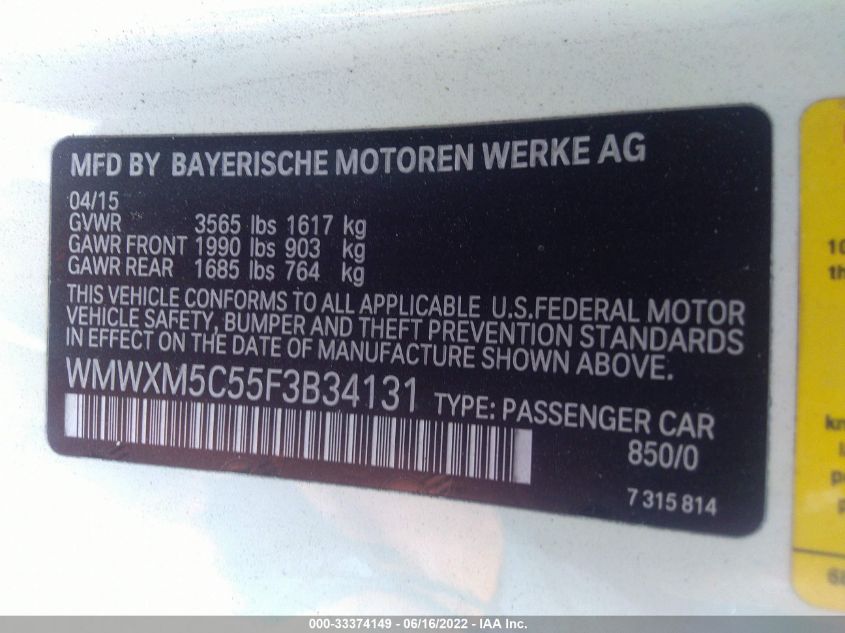 MFD BY BAYERISCHE MOTOREN WERKE AG
04/15
GVWR 3565 lbs 1617 kg
GAWR FRONT 1990 lbs 903 kg
GAWR REAR 1685 lbs 764 kg
THIS VEHICLE CONFORMS TO ALL APPLICABLE U.S.FEDERAL MOTOR
VEHICLE SAFETY, BUMPER AND THEFT PREVENTION STANDARDS
IN EFFECT ON THE DATE OF MANUFACTURE SHOWN ABOVE.
WMWXM5C55F3B34131 TYPE: PASSENGER CAR
850/0
7 315 814
10
th
kn
000-33374149 - 06/16/2022 - IAA Inc.